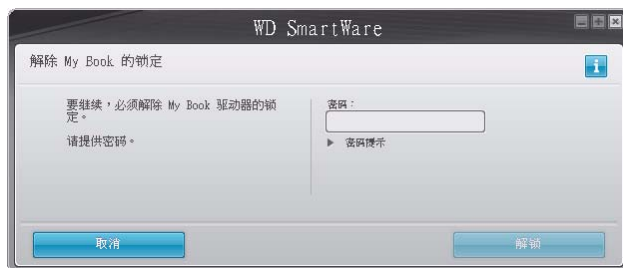 WD SmartWare
解除 My Book 的锁定
要继续，必须解除 My Book 驱动器的锁
定。
请提供密码。
密码：
▶ 密码提示
取消
解锁